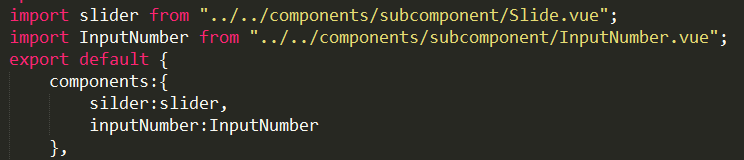 import slider from "../../components/subcomponent/Slide.vue";
import InputNumber from "../../components/subcomponent/InputNumber.vue";
export default {
    components:{
        silder:slider,
        inputNumber:InputNumber
    },